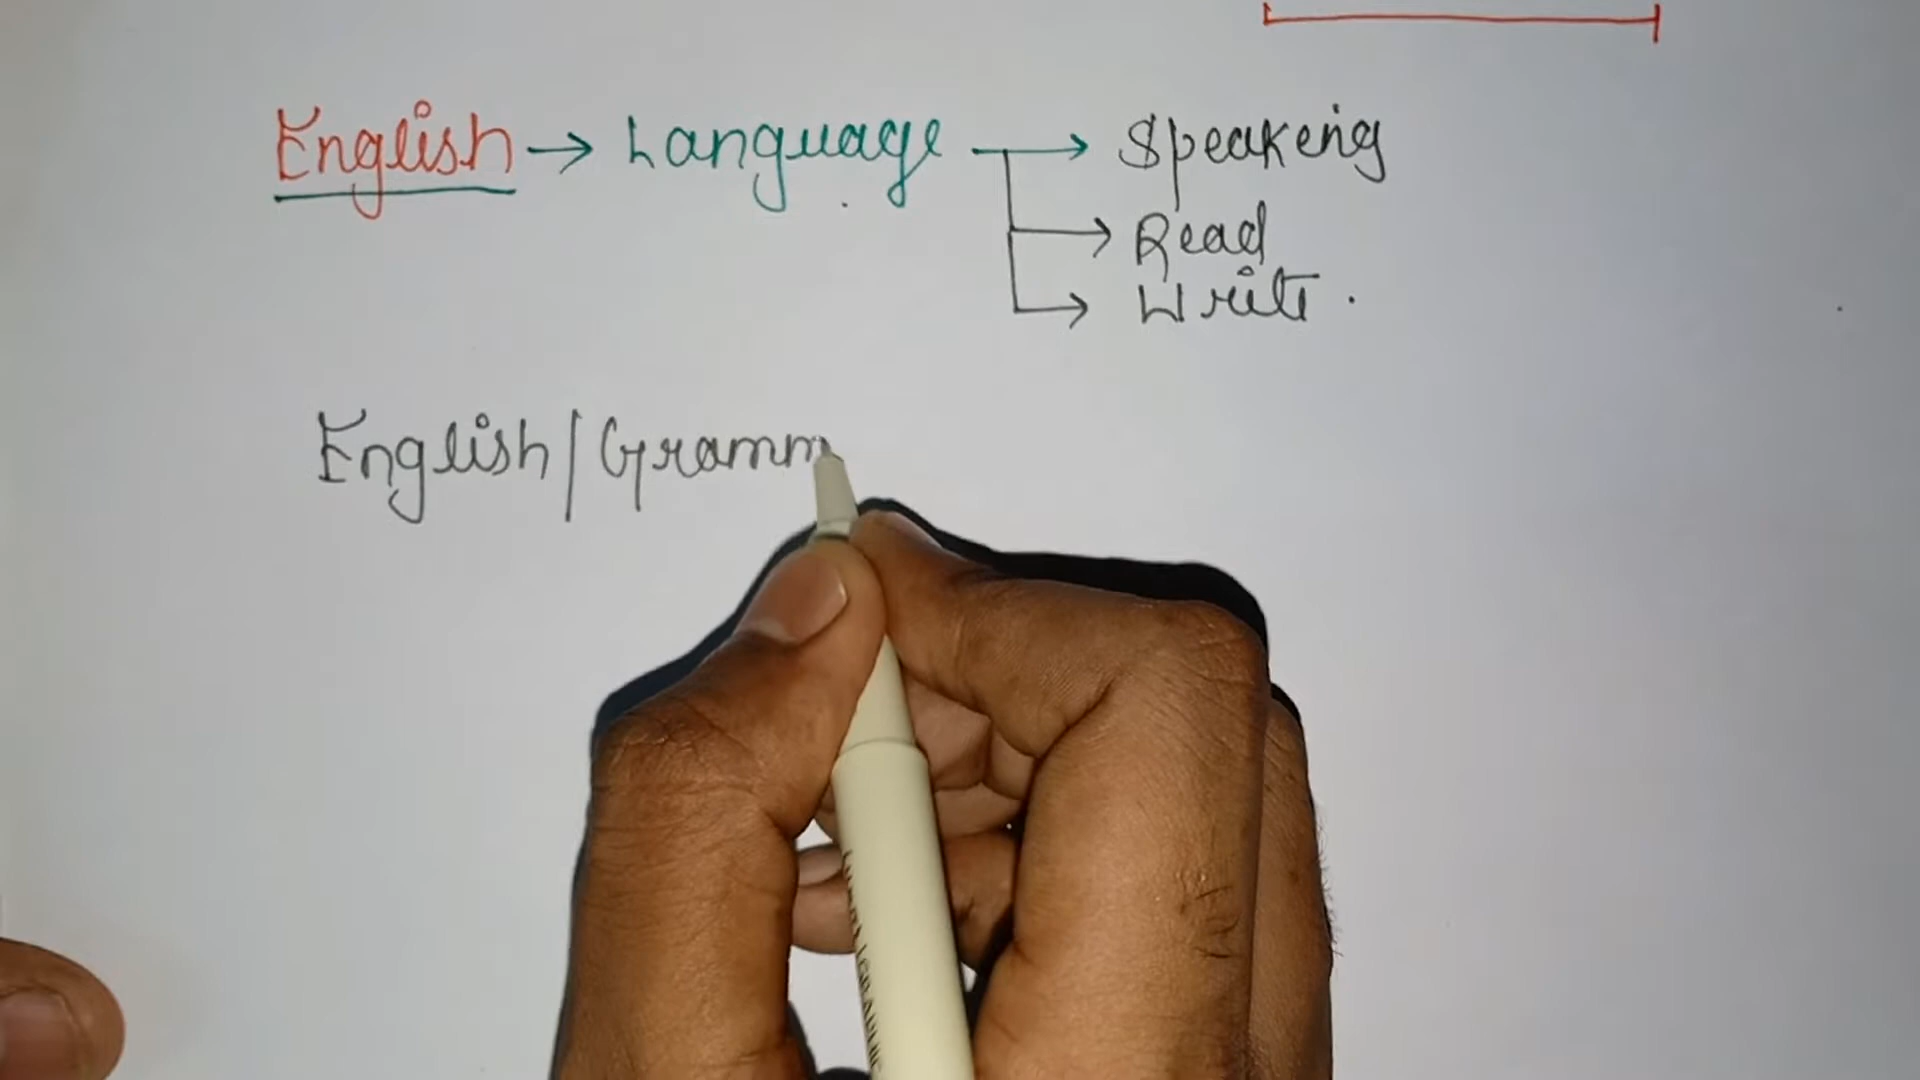 English → Language → Speakeing
→ Read
→ Write.
English/Gramm